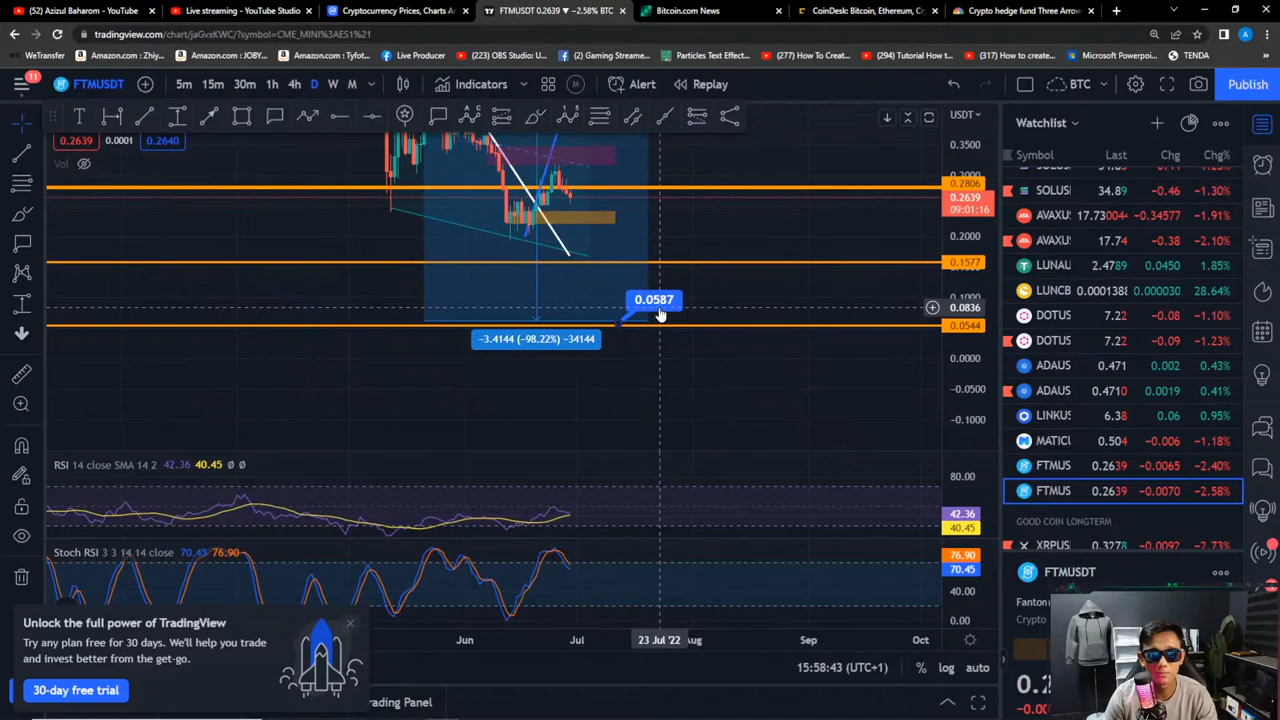 (52) Azizul Baharom - YouTube
Live streaming - YouTube Studio
Cryptocurrency Prices, Charts A
FTMUSDT 0.2639 ▼ −2.58% BTC
Bitcoin.com News
CoinDesk: Bitcoin, Ethereum, C
Crypto hedge fund Three Arrow
tradingview.com/chart/jaGvxKWC/?symbol=CME_MINI%3AES1%21
WeTransfer
Amazon.com : Zhiy...
Amazon.com: JOBY...
Amazon.com : Tyfot...
Live Producer
(223) OBS Studio: U...
(2) Gaming Streame...
Particles Text Effect...
(277) How To Create...
(294) Tutorial How t...
(317) How to create...
Microsoft Powerpoi...
TENDA
11
FTMUSDT
5m 15m 30m 1h 4h D W M
Indicators
Alert
Replay
BTC
Publish
0.2639 0.0001 0.2640
Vol
USDT
0.3500
0.2806
0.2639
09:01:16
0.2000
0.1577
0.0587
0.0836
0.0544
−3.4144 (−98.22%) −34144
0.0000
−0.0500
−0.1000
RSI 14 close SMA 14 2 42.36 40.45 Ø Ø
80.00
42.36
40.45
Stoch RSI 3 3 14 14 close 70.45 76.90
76.90
70.45
40.00
0.00
Jun Jul 23 Jul '22 Aug Sep Oct
Unlock the full power of TradingView
Try any plan free for 30 days. We'll help you trade
and invest better from the get-go.
30-day free trial
15:58:43 (UTC+1) % log auto
rading Panel
Watchlist
Symbol Last Chg Chg%
SOLUS 34.89 −0.46 −1.30%
AVAXU 17.73004 −0.34577 −1.91%
AVAXU 17.74 −0.38 −2.10%
LUNAU 2.4789 0.0450 1.85%
LUNCB 0.0001388 0.000030 28.64%
DOTUS 7.22 −0.08 −1.10%
DOTUS 7.22 −0.09 −1.23%
ADAUS 0.471 0.002 0.43%
ADAUS 0.4710 0.0019 0.41%
LINKUS 6.38 0.06 0.95%
MATICU 0.504 −0.006 −1.18%
FTMUS 0.2639 −0.0065 −2.40%
FTMUS 0.2639 −0.0070 −2.58%
GOOD COIN LONGTERM
XRPUS 0.3278 −0.0092 −2.73%
FTMUSDT
Crypto